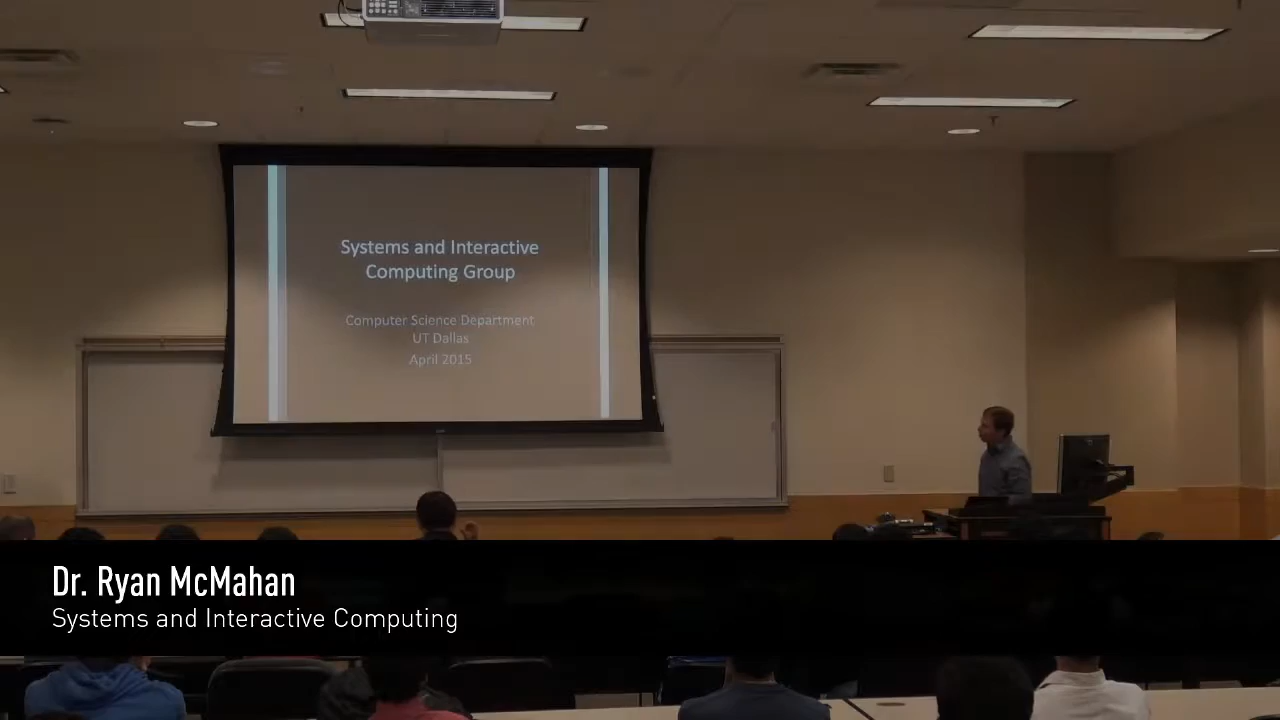 Systems and Interactive
Computing Group
Computer Science Department
UT Dallas
April 2015
Dr. Ryan McMahan
Systems and Interactive Computing